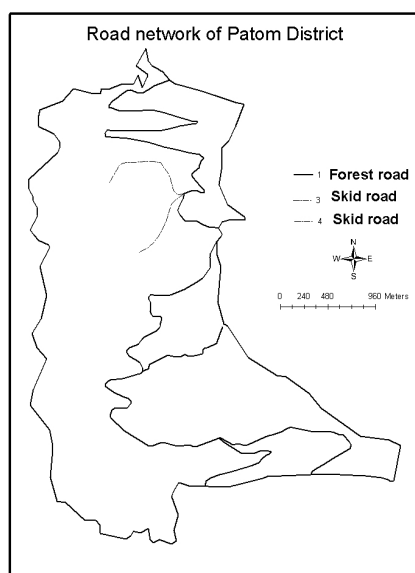 Road network of Patom District
1 Forest road
3 Skid road
4 Skid road
N
W E
S
0 240 480 960 Meters